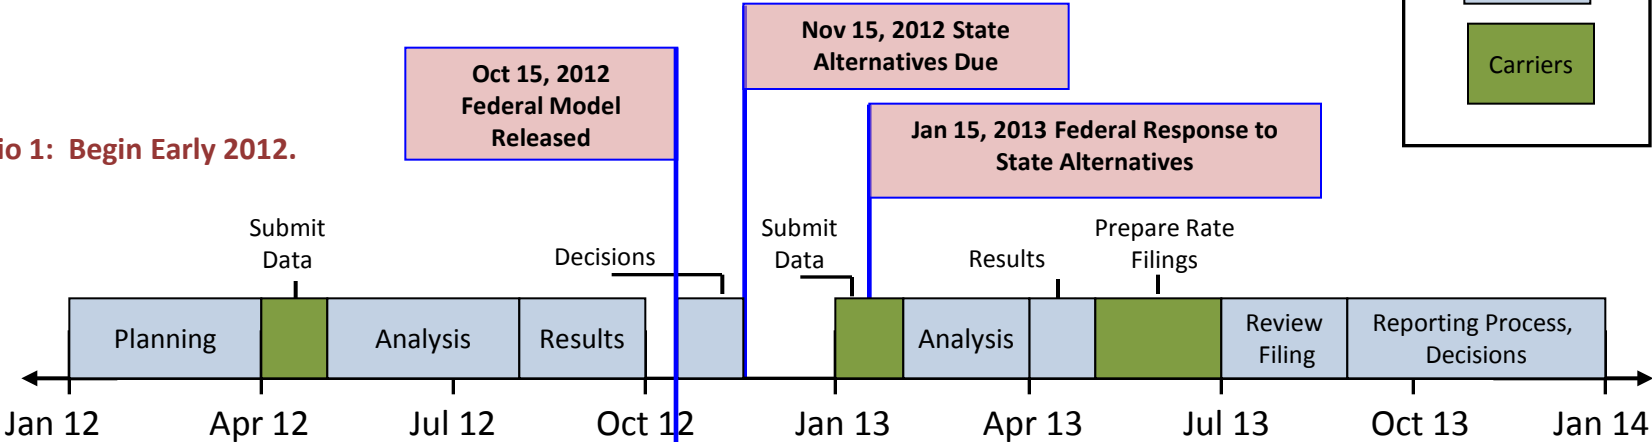 Nov 15, 2012 State
Alternatives Due
Oct 15, 2012
Federal Model
Released
Carriers
Jan 15, 2013 Federal Response to
State Alternatives
io 1:  Begin Early 2012.
Submit
Data
Decisions
Submit
Data
Results
Prepare Rate
Filings
Planning
Analysis
Results
Analysis
Review
Filing
Reporting Process,
Decisions
Jan 12
Apr 12
Jul 12
Oct 12
Jan 13
Apr 13
Jul 13
Oct 13
Jan 14